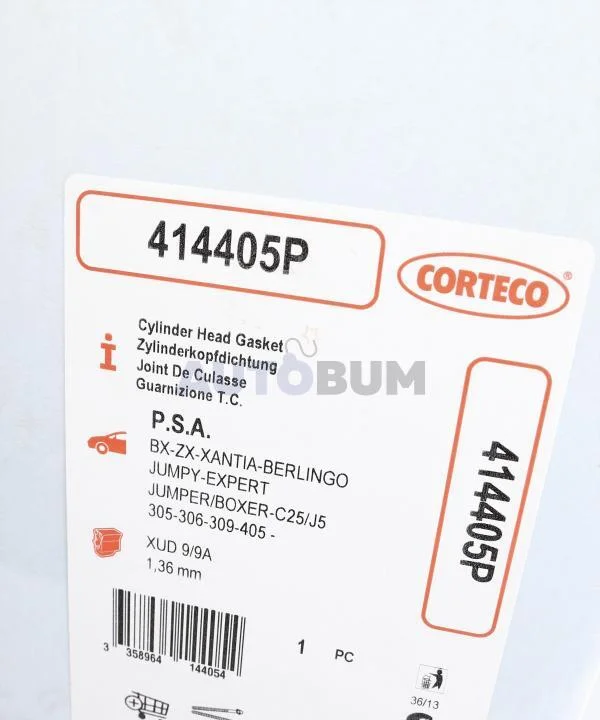 414405P
CORTECO®
Cylinder Head Gasket
Zylinderkopfdichtung
Joint De Culasse
Guarnizione T.C.
AUTOBUM
P.S.A.
BX-ZX-XANTIA-BERLINGO
JUMPY-EXPERT
JUMPER/BOXER-C25/J5
305-306-309-405 -
414405P
XUD 9/9A
1,36 mm
3 358964 144054
1 PC
36/13